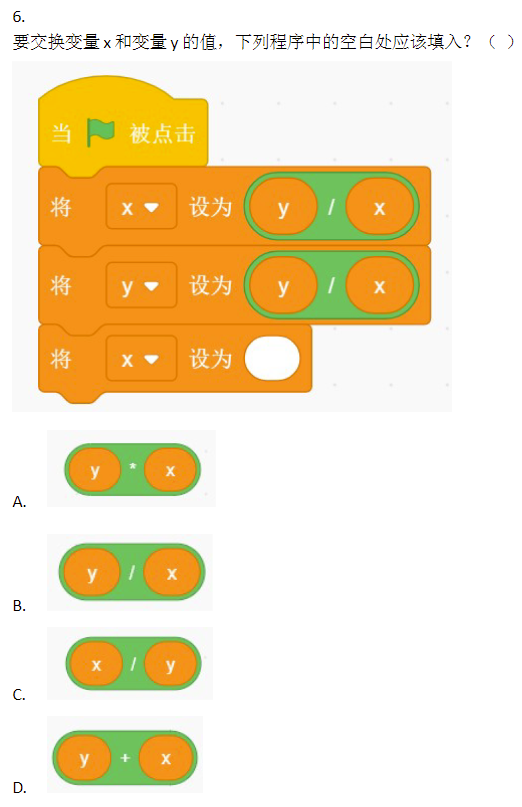 6.
要交换变量 x 和变量 y 的值，下列程序中的空白处应该填入？（ ）
当 被点击
将 x 设为 y / x
将 y 设为 y / x
将 x 设为
A. y * x
B. y / x
C. x / y
D. y + x